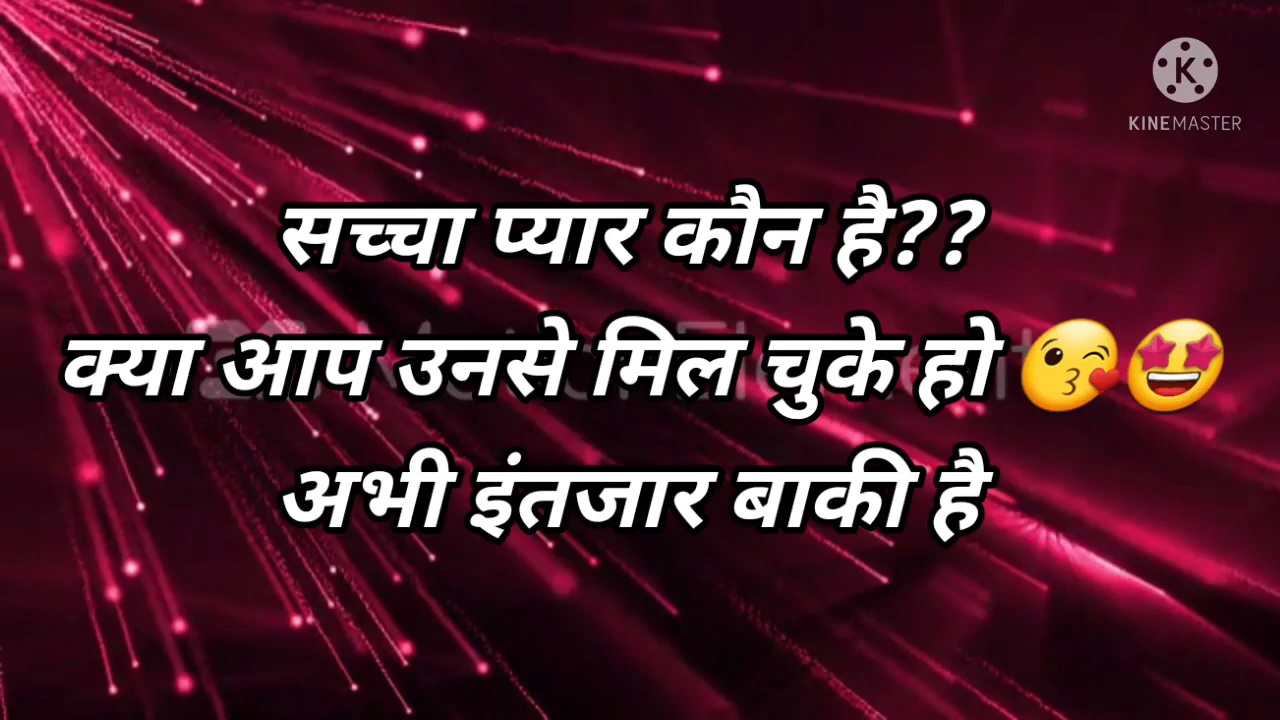 KINEMASTER
सच्चा प्यार कौन है??
क्या आप उनसे मिल चुके हो 😘🤩
अभी इंतजार बाकी है